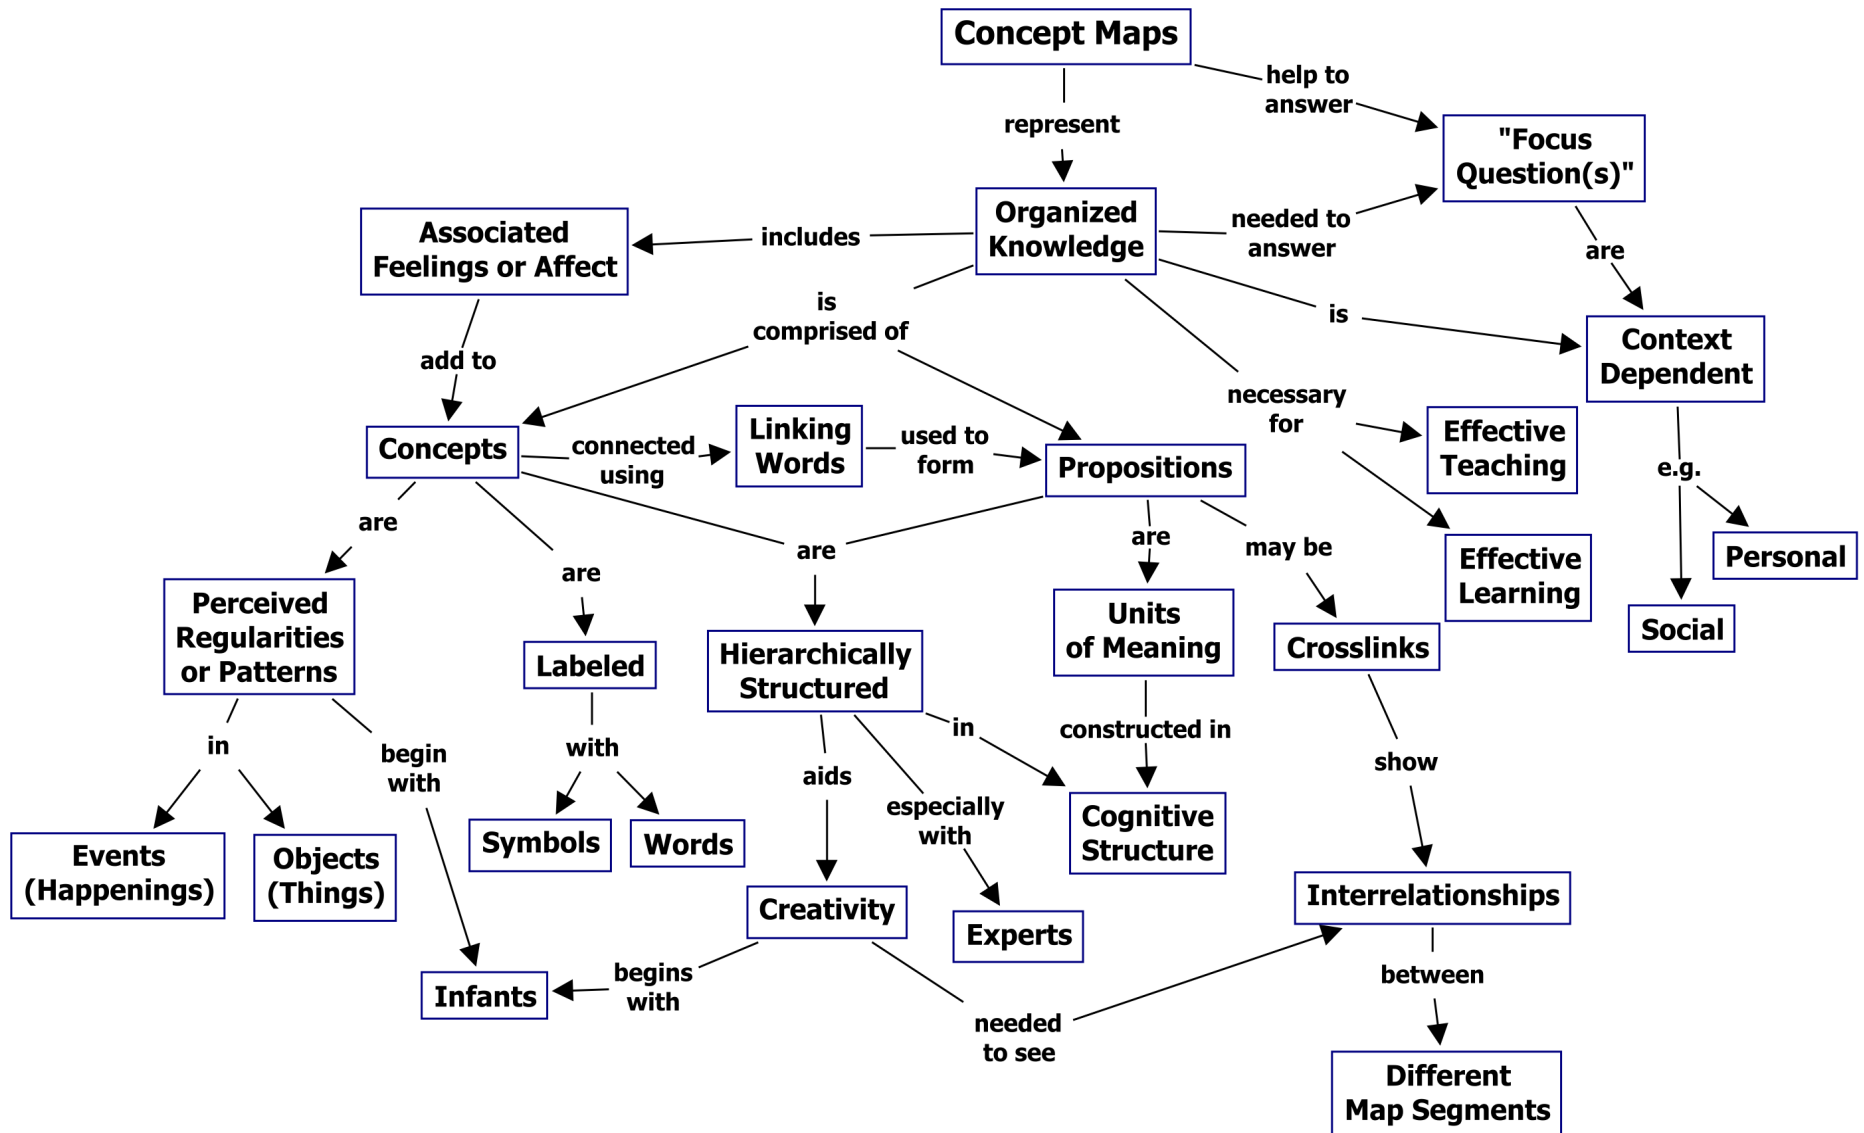 Concept Maps
help to
answer
represent
"Focus
Question(s)"
Organized
Knowledge
Associated
Feelings or Affect
includes
needed to
answer
are
is
comprised of
is
Context
Dependent
add to
necessary
for
Concepts
connected
using
Linking
Words
used to
form
Propositions
Effective
Teaching
e.g.
are
are
are
are
may be
Personal
Effective
Learning
Perceived
Regularities
or Patterns
Labeled
Hierarchically
Structured
Units
of Meaning
Crosslinks
Social
in
begin
with
with
aids
especially
with
in
constructed in
show
Events
(Happenings)
Objects
(Things)
Symbols
Words
Cognitive
Structure
Creativity
Experts
Interrelationships
Infants
begins
with
needed
to see
between
Different
Map Segments